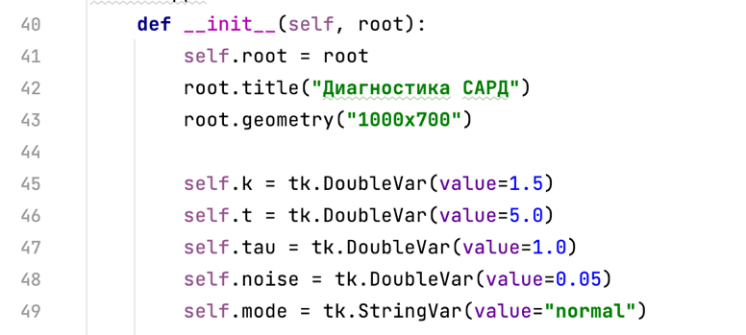 40 def __init__(self, root):
41 self.root = root
42 root.title("Диагностика САРД")
43 root.geometry("1000x700")
44
45 self.k = tk.DoubleVar(value=1.5)
46 self.t = tk.DoubleVar(value=5.0)
47 self.tau = tk.DoubleVar(value=1.0)
48 self.noise = tk.DoubleVar(value=0.05)
49 self.mode = tk.StringVar(value="normal")